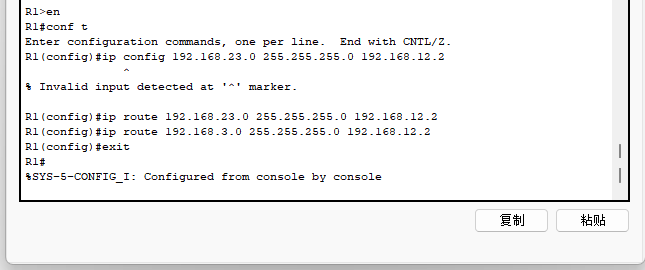 R1>en
R1#conf t
Enter configuration commands, one per line.  End with CNTL/Z.
R1(config)#ip config 192.168.23.0 255.255.255.0 192.168.12.2
^
% Invalid input detected at '^' marker.
R1(config)#ip route 192.168.23.0 255.255.255.0 192.168.12.2
R1(config)#ip route 192.168.3.0 255.255.255.0 192.168.12.2
R1(config)#exit
R1#
%SYS-5-CONFIG_I: Configured from console by console
复制 粘贴